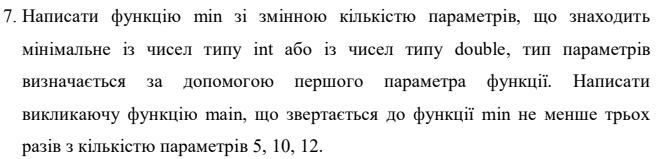 7. Написати функцію min зі змінною кількістю параметрів, що знаходить
мінімальне із чисел типу int або із чисел типу double, тип параметрів
визначається за допомогою першого параметра функції. Написати
викликаючу функцію main, що звертається до функції min не менше трьох
разів з кількістю параметрів 5, 10, 12.